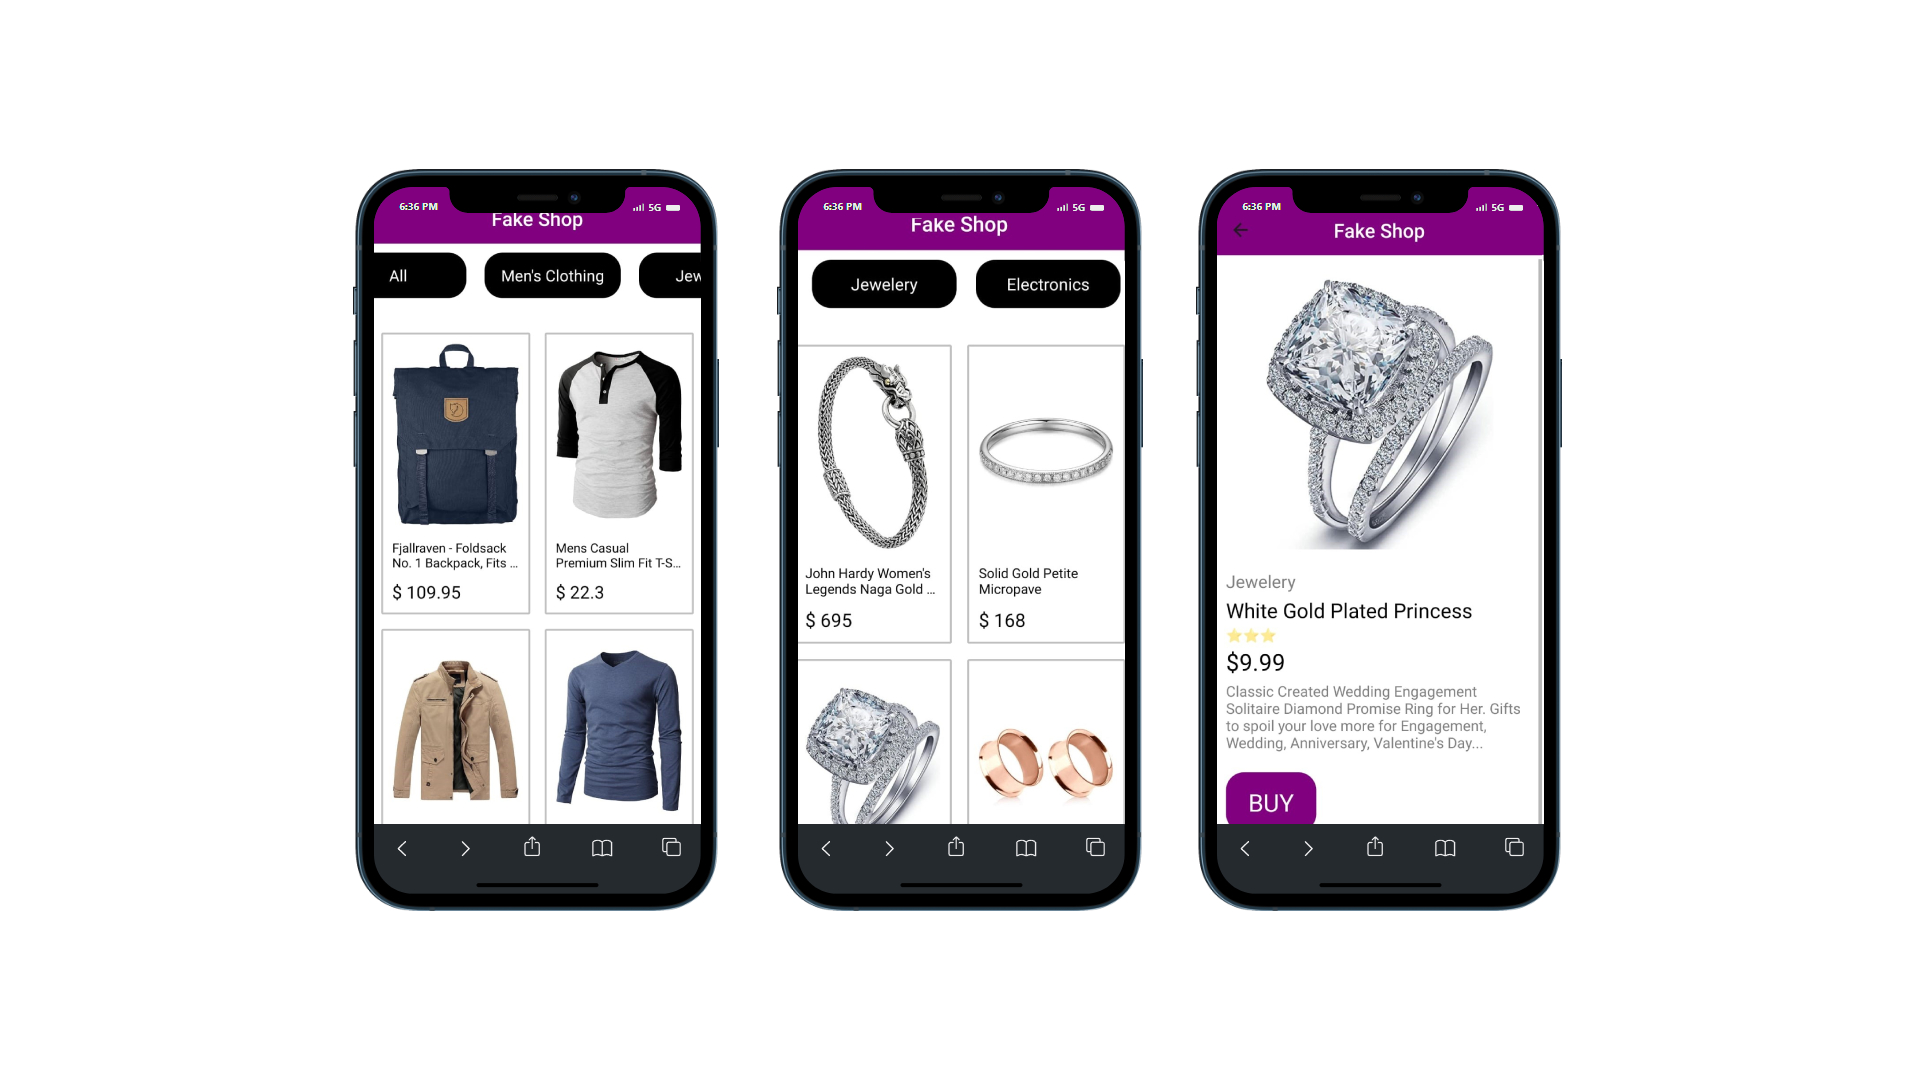 6:36 PM
5G
Fake Shop
All
Men's Clothing
Jew
Fjallraven - Foldsack
No. 1 Backpack, Fits ...
$ 109.95
Mens Casual
Premium Slim Fit T-S...
$ 22.3
6:36 PM
5G
Fake Shop
Jewelery
Electronics
John Hardy Women's
Legends Naga Gold ...
$ 695
Solid Gold Petite
Micropave
$ 168
6:36 PM
5G
Fake Shop
Jewelery
White Gold Plated Princess
$9.99
Classic Created Wedding Engagement
Solitaire Diamond Promise Ring for Her. Gifts
to spoil your love more for Engagement,
Wedding, Anniversary, Valentine's Day...
BUY